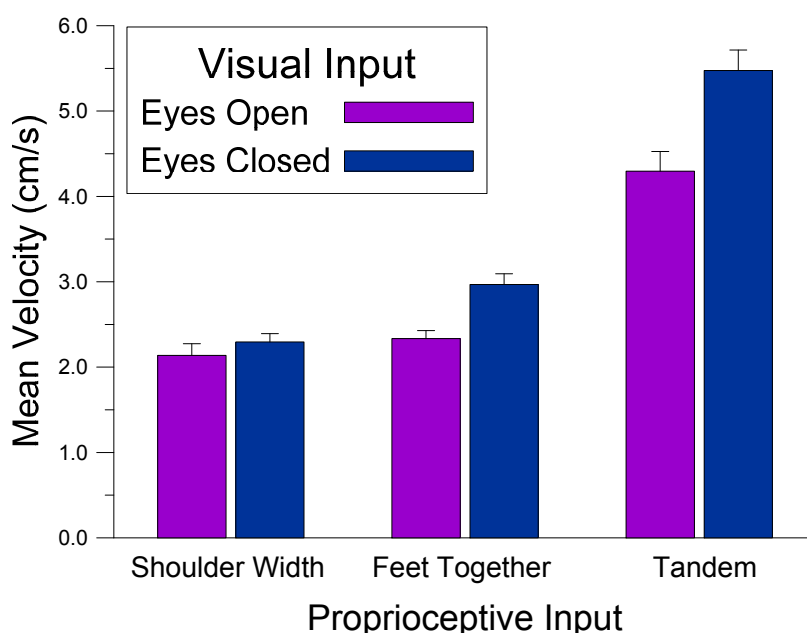 6.0
5.0
4.0
3.0
2.0
1.0
0.0
Mean Velocity (cm/s)
Visual Input
Eyes Open
Eyes Closed
Shoulder Width Feet Together Tandem
Proprioceptive Input